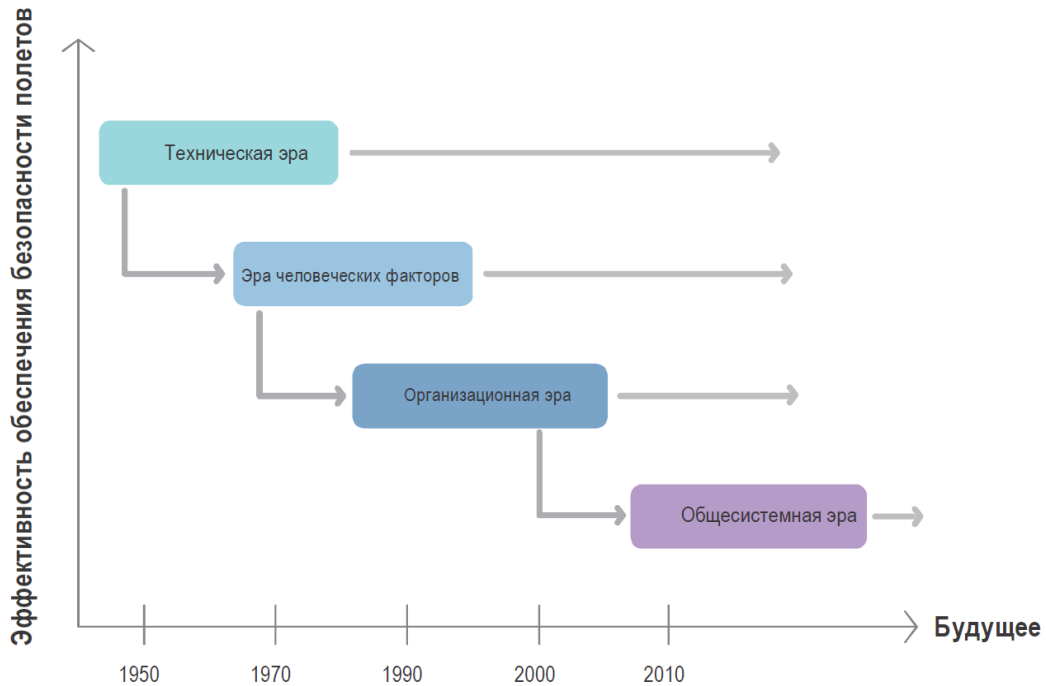 Эффективность обеспечения безопасности полетов
Техническая эра
Эра человеческих факторов
Организационная эра
Общесистемная эра
Будущее
1950
1970
1990
2000
2010